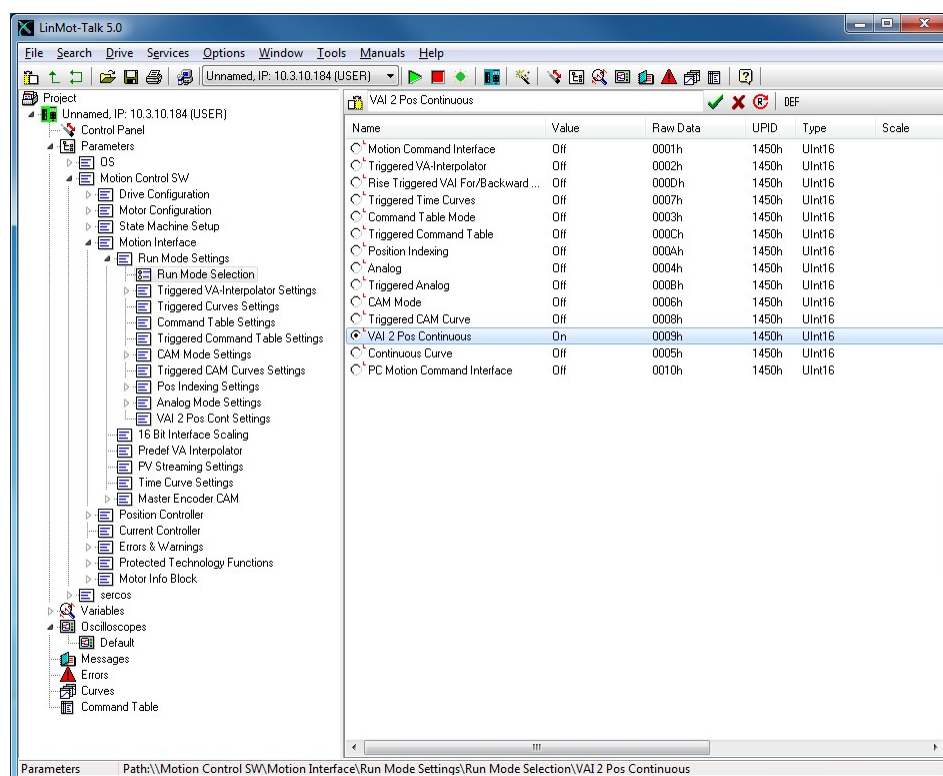 LinMot-Talk 5.0
File Search Drive Services Options Window Tools Manuals Help
Unnamed, IP: 10.3.10.184 (USER)
Project
Unnamed, IP: 10.3.10.184 (USER)
Control Panel
Parameters
OS
Motion Control SW
Drive Configuration
Motor Configuration
State Machine Setup
Motion Interface
Run Mode Settings
Run Mode Selection
Triggered VA-Interpolator Settings
Triggered Curves Settings
Command Table Settings
Triggered Command Table Settings
CAM Mode Settings
Triggered CAM Curves Settings
Pos Indexing Settings
Analog Mode Settings
VAI 2 Pos Cont Settings
16 Bit Interface Scaling
Predef VA Interpolator
PV Streaming Settings
Time Curve Settings
Master Encoder CAM
Position Controller
Current Controller
Errors & Warnings
Protected Technology Functions
Motor Info Block
sercos
Variables
Oscilloscopes
Default
Messages
Errors
Curves
Command Table
VAI 2 Pos Continuous DEF
Name Value Raw Data UPID Type Scale
Motion Command Interface Off 0001h 1450h UInt16
Triggered VA-Interpolator Off 0002h 1450h UInt16
Rise Triggered VAI For/Backward ... Off 000Dh 1450h UInt16
Triggered Time Curves Off 0007h 1450h UInt16
Command Table Mode Off 0003h 1450h UInt16
Triggered Command Table Off 000Ch 1450h UInt16
Position Indexing Off 000Ah 1450h UInt16
Analog Off 0004h 1450h UInt16
Triggered Analog Off 000Bh 1450h UInt16
CAM Mode Off 0006h 1450h UInt16
Triggered CAM Curve Off 0008h 1450h UInt16
VAI 2 Pos Continuous On 0009h 1450h UInt16
Continuous Curve Off 0005h 1450h UInt16
PC Motion Command Interface Off 0010h 1450h UInt16
Parameters Path:\\Motion Control SW\Motion Interface\Run Mode Settings\Run Mode Selection\VAI 2 Pos Continuous